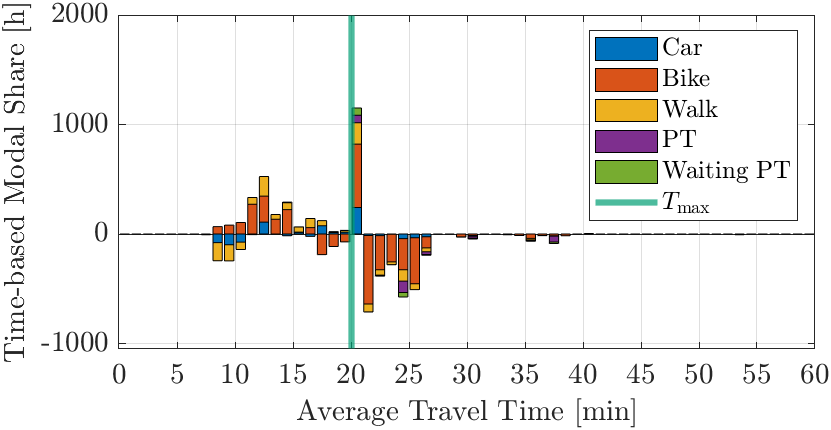 2000
1000
0
-1000
Time-based Modal Share [h]
Car
Bike
Walk
PT
Waiting PT
T_max
0 5 10 15 20 25 30 35 40 45 50 55 60
Average Travel Time [min]